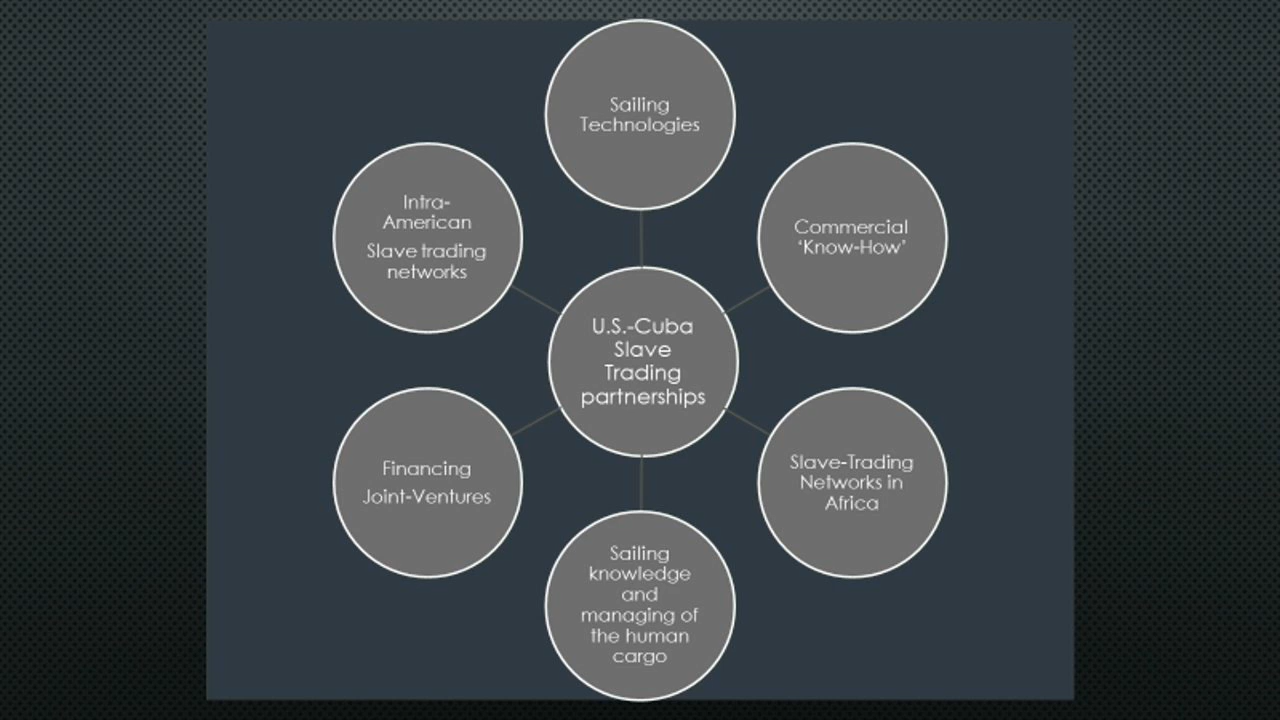 Sailing
Technologies
Intra-
American
Slave trading
networks
Commercial
‘Know-How’
U.S.-Cuba
Slave
Trading
partnerships
Financing
Joint-Ventures
Slave-Trading
Networks in
Africa
Sailing
knowledge
and
managing of
the human
cargo